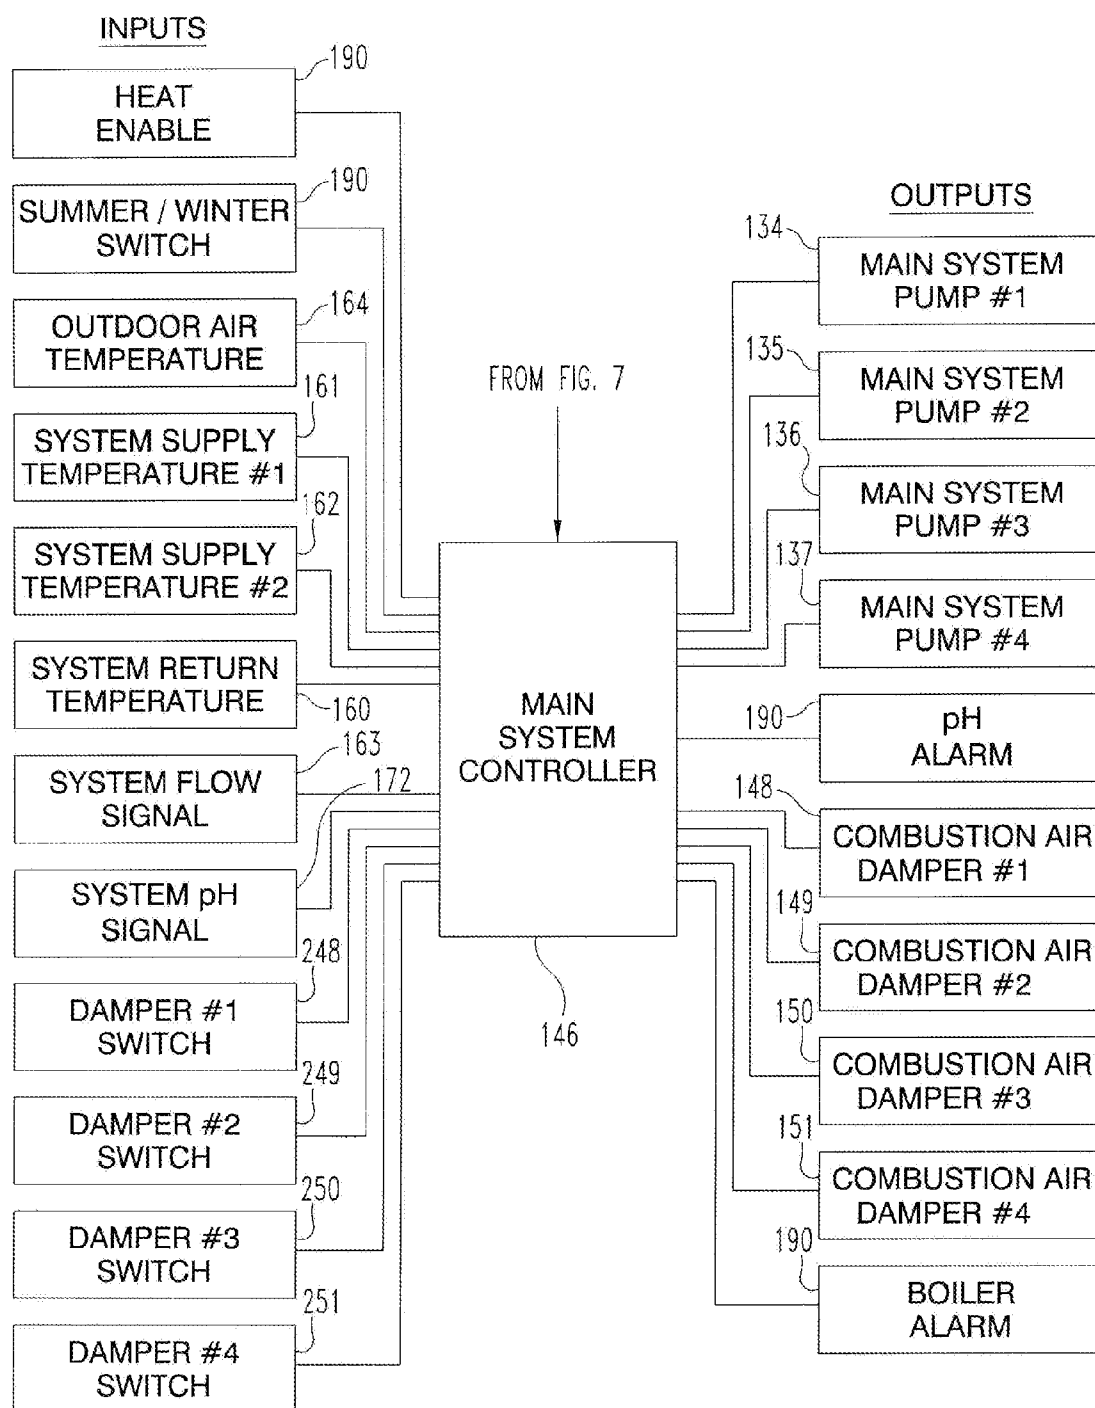 INPUTS
190
HEAT
ENABLE
190
SUMMER / WINTER
SWITCH
164
OUTDOOR AIR
TEMPERATURE
161
SYSTEM SUPPLY
TEMPERATURE #1
162
SYSTEM SUPPLY
TEMPERATURE #2
SYSTEM RETURN
TEMPERATURE
160
163
SYSTEM FLOW
SIGNAL
172
SYSTEM pH
SIGNAL
248
DAMPER #1
SWITCH
249
DAMPER #2
SWITCH
250
DAMPER #3
SWITCH
251
DAMPER #4
SWITCH
FROM FIG. 7
MAIN
SYSTEM
CONTROLLER
146
OUTPUTS
134
MAIN SYSTEM
PUMP #1
135
MAIN SYSTEM
PUMP #2
136
MAIN SYSTEM
PUMP #3
137
MAIN SYSTEM
PUMP #4
190
pH
ALARM
148
COMBUSTION AIR
DAMPER #1
149
COMBUSTION AIR
DAMPER #2
150
COMBUSTION AIR
DAMPER #3
151
COMBUSTION AIR
DAMPER #4
190
BOILER
ALARM